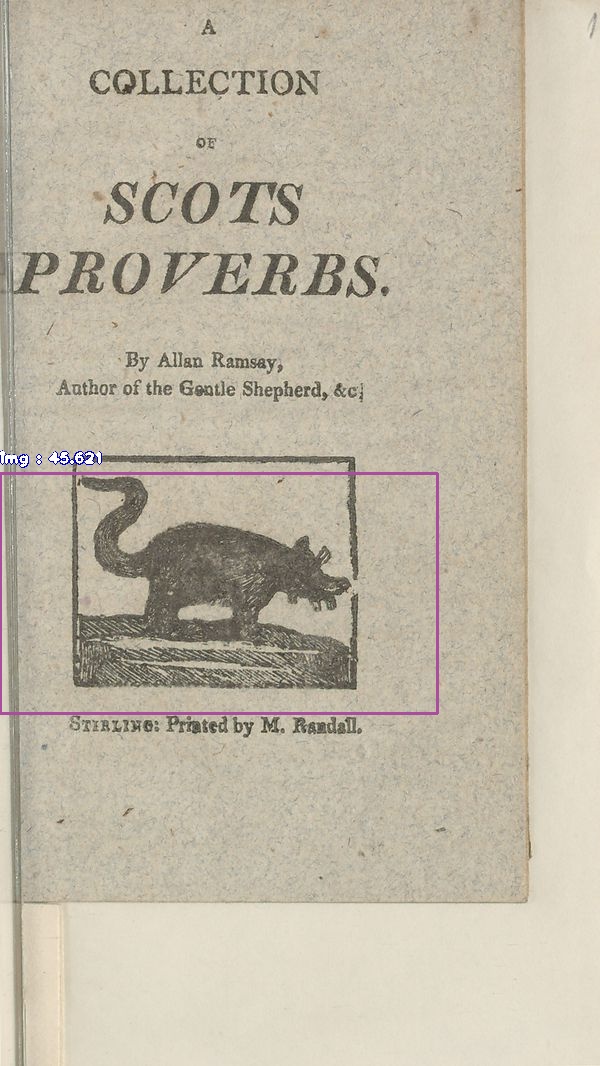 A
COLLECTION
OF
SCOTS
PROVERBS.
By Allan Ramsay,
Author of the Gentle Shepherd, &c.
img : 45.621
STIRLING: Printed by M. Randall.